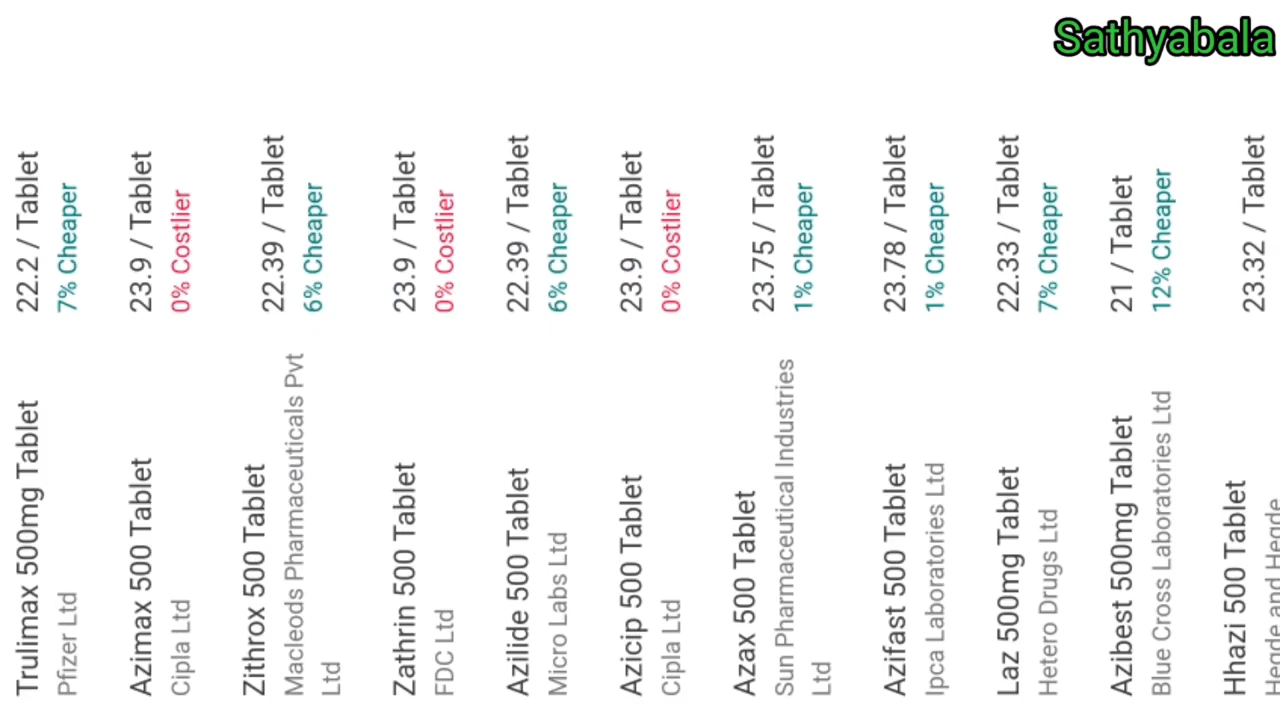 Sathyabala
Trulimax 500mg Tablet
22.2 / Tablet
Pfizer Ltd
7% Cheaper
Azimax 500 Tablet
23.9 / Tablet
Cipla Ltd
0% Costlier
Zithrox 500 Tablet
22.39 / Tablet
Macleods Pharmaceuticals Pvt
Ltd
6% Cheaper
Zathrin 500 Tablet
23.9 / Tablet
FDC Ltd
0% Costlier
Azilide 500 Tablet
22.39 / Tablet
Micro Labs Ltd
6% Cheaper
Azicip 500 Tablet
23.9 / Tablet
Cipla Ltd
0% Costlier
Azax 500 Tablet
23.75 / Tablet
Sun Pharmaceutical Industries
Ltd
1% Cheaper
Azifast 500 Tablet
23.78 / Tablet
Ipca Laboratories Ltd
1% Cheaper
Laz 500mg Tablet
22.33 / Tablet
Hetero Drugs Ltd
7% Cheaper
Azibest 500mg Tablet
21 / Tablet
Blue Cross Laboratories Ltd
12% Cheaper
Hhazi 500 Tablet
23.32 / Tablet
Hegde and Hegde